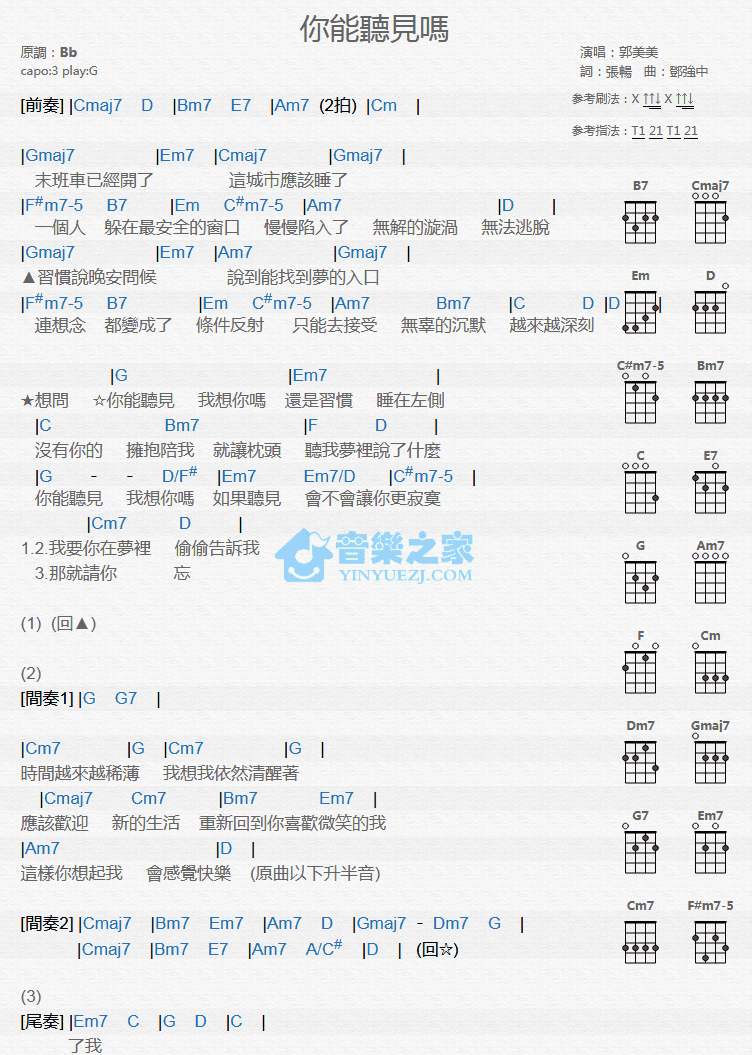 你能聽見嗎
原調：Bb
capo:3 play:G
演唱：郭美美
詞：張暢 曲：鄧強中
參考刷法：X ↑↑↓ X ↑↑↓
參考指法：T1 21 T1 21
[前奏] |Cmaj7 D |Bm7 E7 |Am7 (2拍) |Cm |
|Gmaj7 |Em7 |Cmaj7 |Gmaj7 |
末班車已經開了 這城市應該睡了
|F#m7-5 B7 |Em C#m7-5 |Am7 |D |
一個人 躲在最安全的窗口 慢慢陷入了 無解的漩渦 無法逃脫
|Gmaj7 |Em7 |Am7 |Gmaj7 |
▲習慣說晚安問候 說到能找到夢的入口
|F#m7-5 B7 |Em C#m7-5 |Am7 Bm7 |C D |D |
連想念 都變成了 條件反射 只能去接受 無辜的沉默 越來越深刻
|G |Em7 |
★想問 ☆你能聽見 我想你嗎 還是習慣 睡在左側
|C Bm7 |F D |
沒有你的 擁抱陪我 就讓枕頭 聽我夢裡說了什麼
|G - - D/F# |Em7 Em7/D |C#m7-5 |
你能聽見 我想你嗎 如果聽見 會不會讓你更寂寞
|Cm7 D |
1.2.我要你在夢裡 偷偷告訴我
3.那就請你 忘
音樂之家
YINYUEZJ.COM
(1) (回▲)
(2)
[間奏1] |G G7 |
|Cm7 |G |Cm7 |G |
時間越來越稀薄 我想我依然清醒著
|Cmaj7 Cm7 |Bm7 Em7 |
應該歡迎 新的生活 重新回到你喜歡微笑的我
|Am7 |D |
這樣你想起我 會感覺快樂 (原曲以下升半音)
[間奏2] |Cmaj7 |Bm7 Em7 |Am7 D |Gmaj7 - Dm7 G |
|Cmaj7 |Bm7 E7 |Am7 A/C# |D | (回☆)
(3)
[尾奏] |Em7 C |G D |C |
了我
B7 Cmaj7
Em D
C#m7-5 Bm7
C E7
G Am7
F Cm
Dm7 Gmaj7
G7 Em7
Cm7 F#m7-5